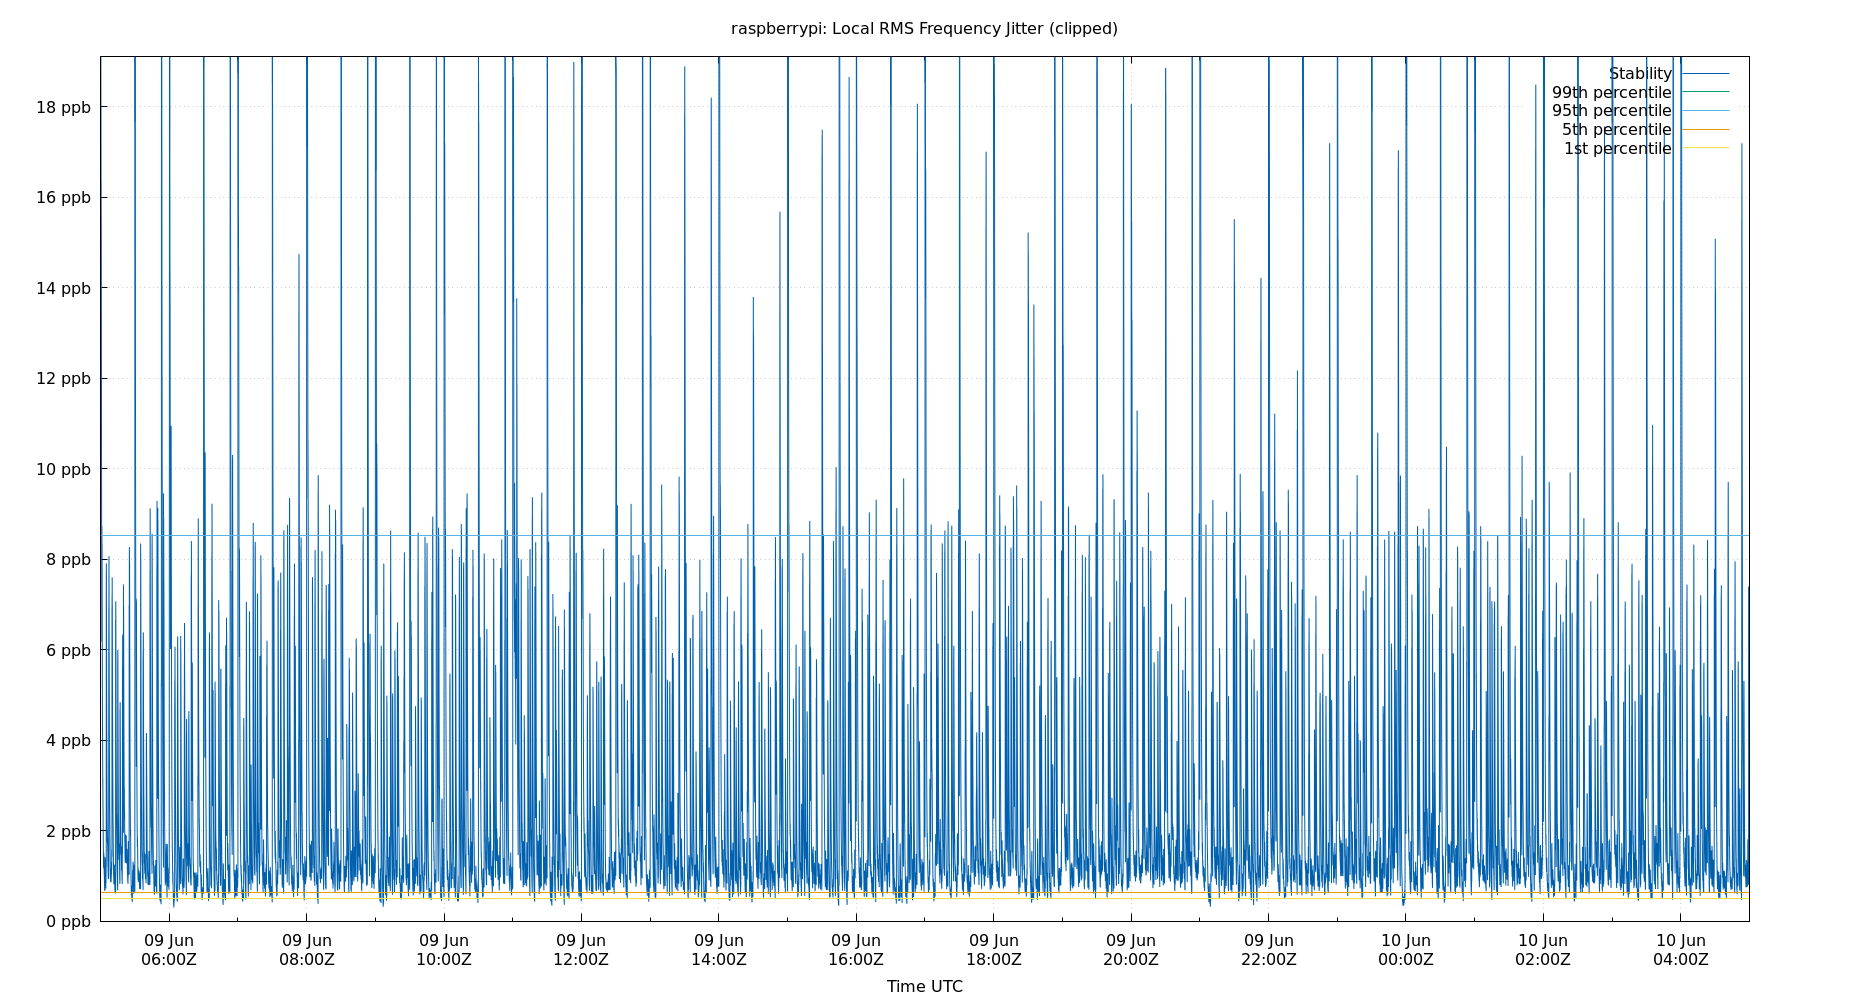 raspberrypi: Local RMS Frequency Jitter (clipped)
Stability
99th percentile
95th percentile
5th percentile
1st percentile
18 ppb
16 ppb
14 ppb
12 ppb
10 ppb
8 ppb
6 ppb
4 ppb
2 ppb
0 ppb
09 Jun 09 Jun 09 Jun 09 Jun 09 Jun 09 Jun 09 Jun 09 Jun 09 Jun 10 Jun 10 Jun 10 Jun
06:00Z 08:00Z 10:00Z 12:00Z 14:00Z 16:00Z 18:00Z 20:00Z 22:00Z 00:00Z 02:00Z 04:00Z
Time UTC